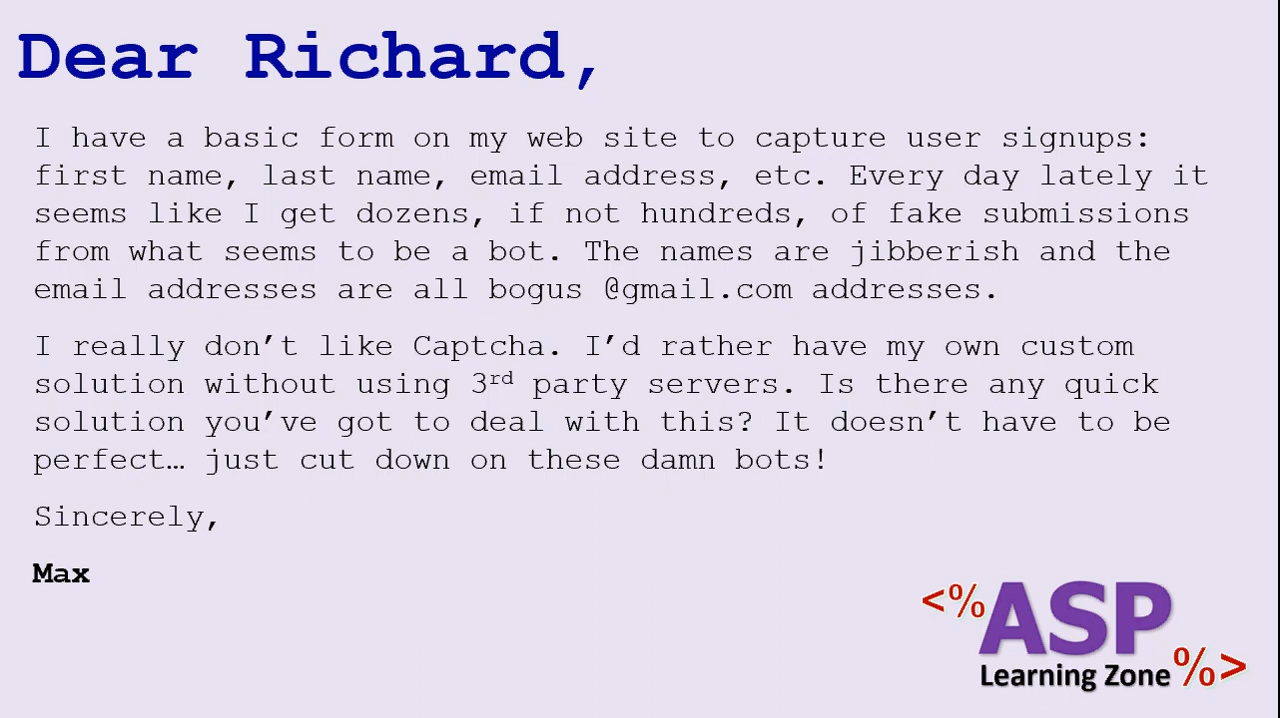 Dear Richard,
I have a basic form on my web site to capture user signups:
first name, last name, email address, etc. Every day lately it
seems like I get dozens, if not hundreds, of fake submissions
from what seems to be a bot. The names are jibberish and the
email addresses are all bogus @gmail.com addresses.
I really don't like Captcha. I'd rather have my own custom
solution without using 3rd party servers. Is there any quick
solution you've got to deal with this? It doesn't have to be
perfect… just cut down on these damn bots!
Sincerely,
Max
<%ASP
Learning Zone%>